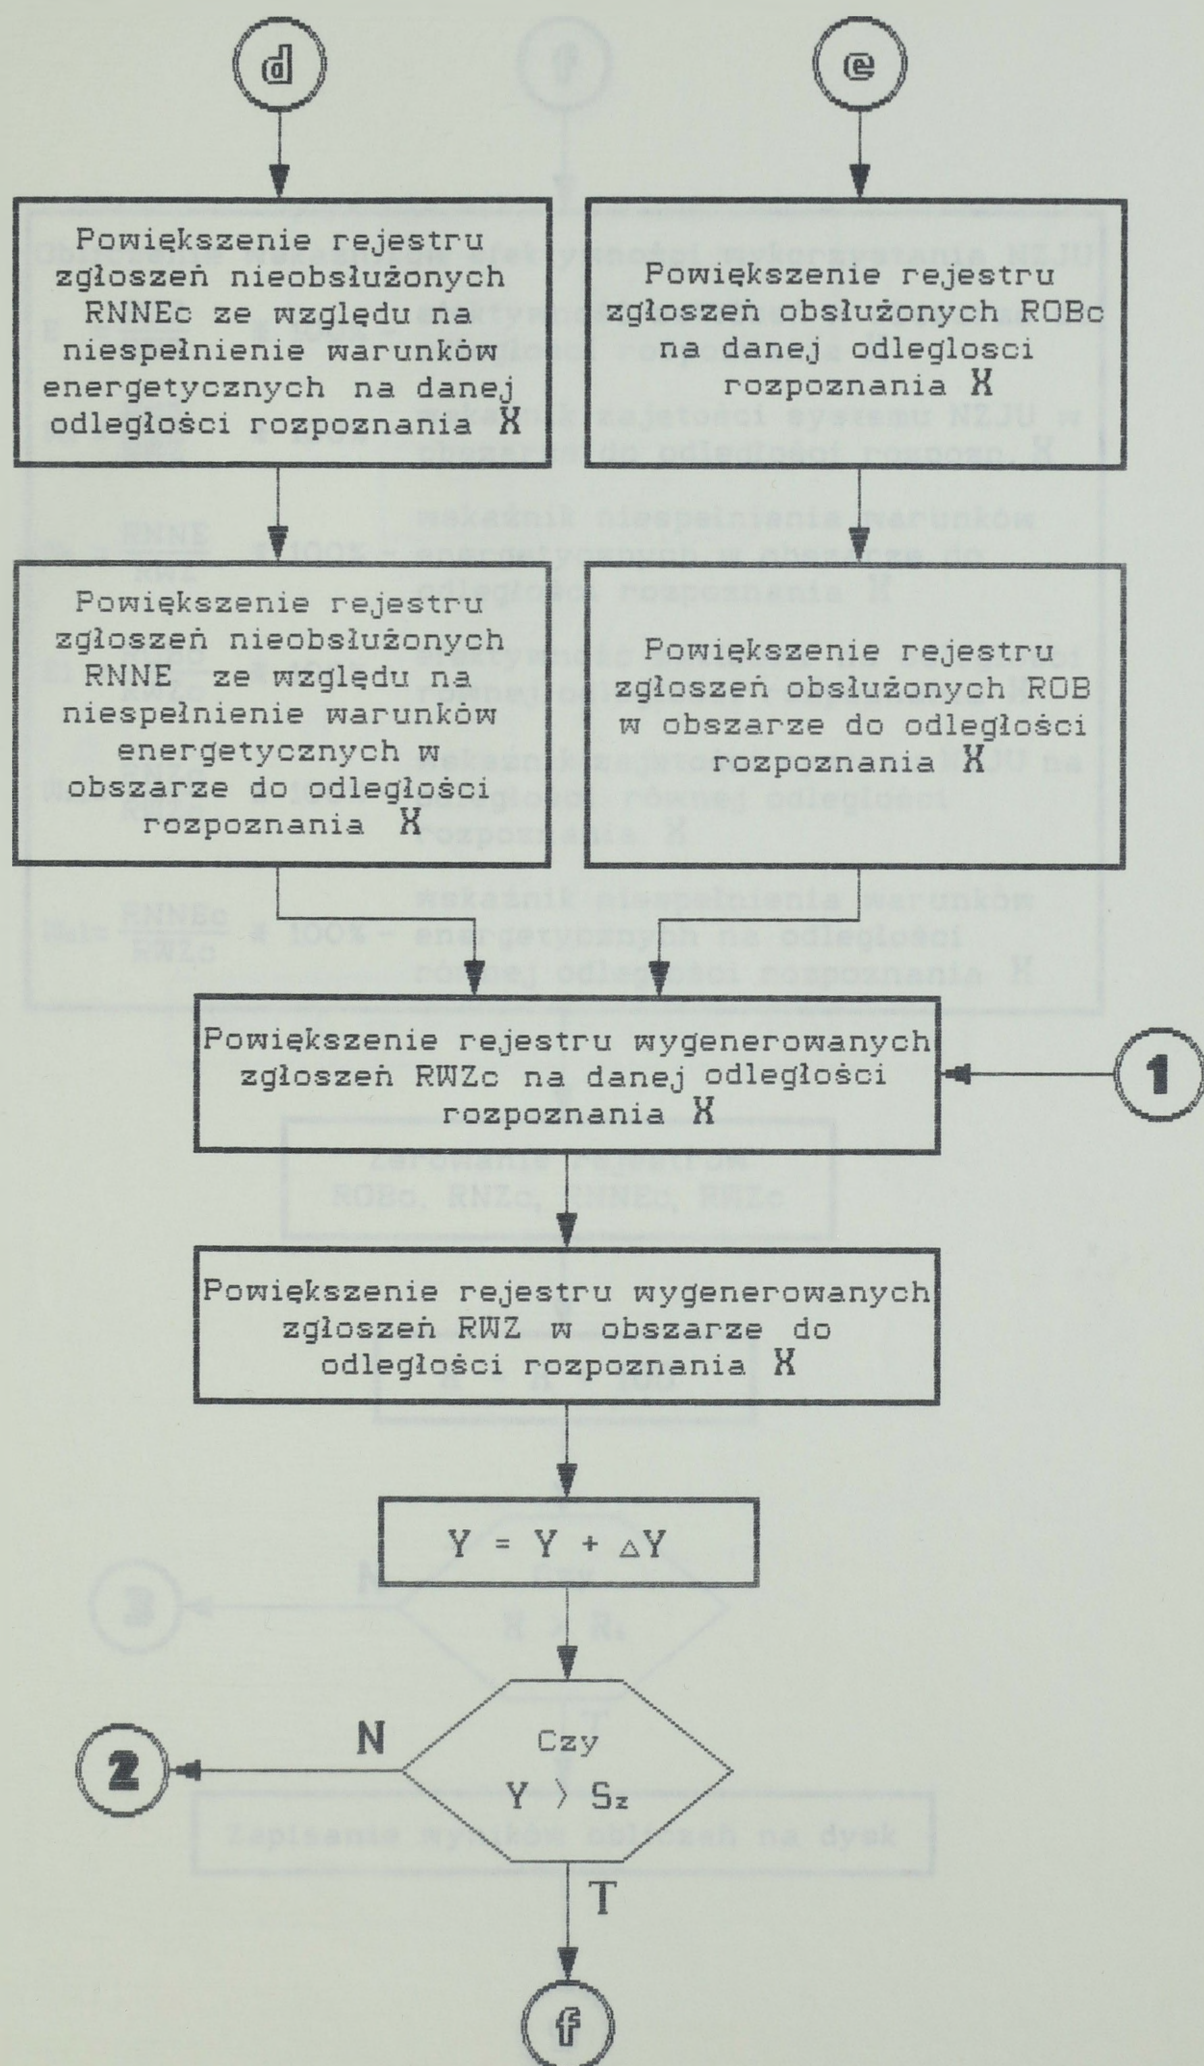 d
e
Powiększenie rejestru
zgłoszeń nieobsłużonych
RNNEc ze względu na
niespełnienie warunków
energetycznych na danej
odległości rozpoznania X
Powiększenie rejestru
zgłoszeń obsłużonych ROBc
na danej odleglosci
rozpoznania X
Powiększenie rejestru
zgłoszeń nieobsłużonych
RNNE ze względu na
niespełnienie warunków
energetycznych w
obszarze do odległości
rozpoznania X
Powiększenie rejestru
zgłoszeń obsłużonych ROB
w obszarze do odległości
rozpoznania X
Powiększenie rejestru wygenerowanych
zgłoszeń RWZc na danej odległości
rozpoznania X
1
Powiększenie rejestru wygenerowanych
zgłoszeń RWZ w obszarze do
odległości rozpoznania X
Y = Y + △Y
N
Czy
2
Y > Sz
T
f